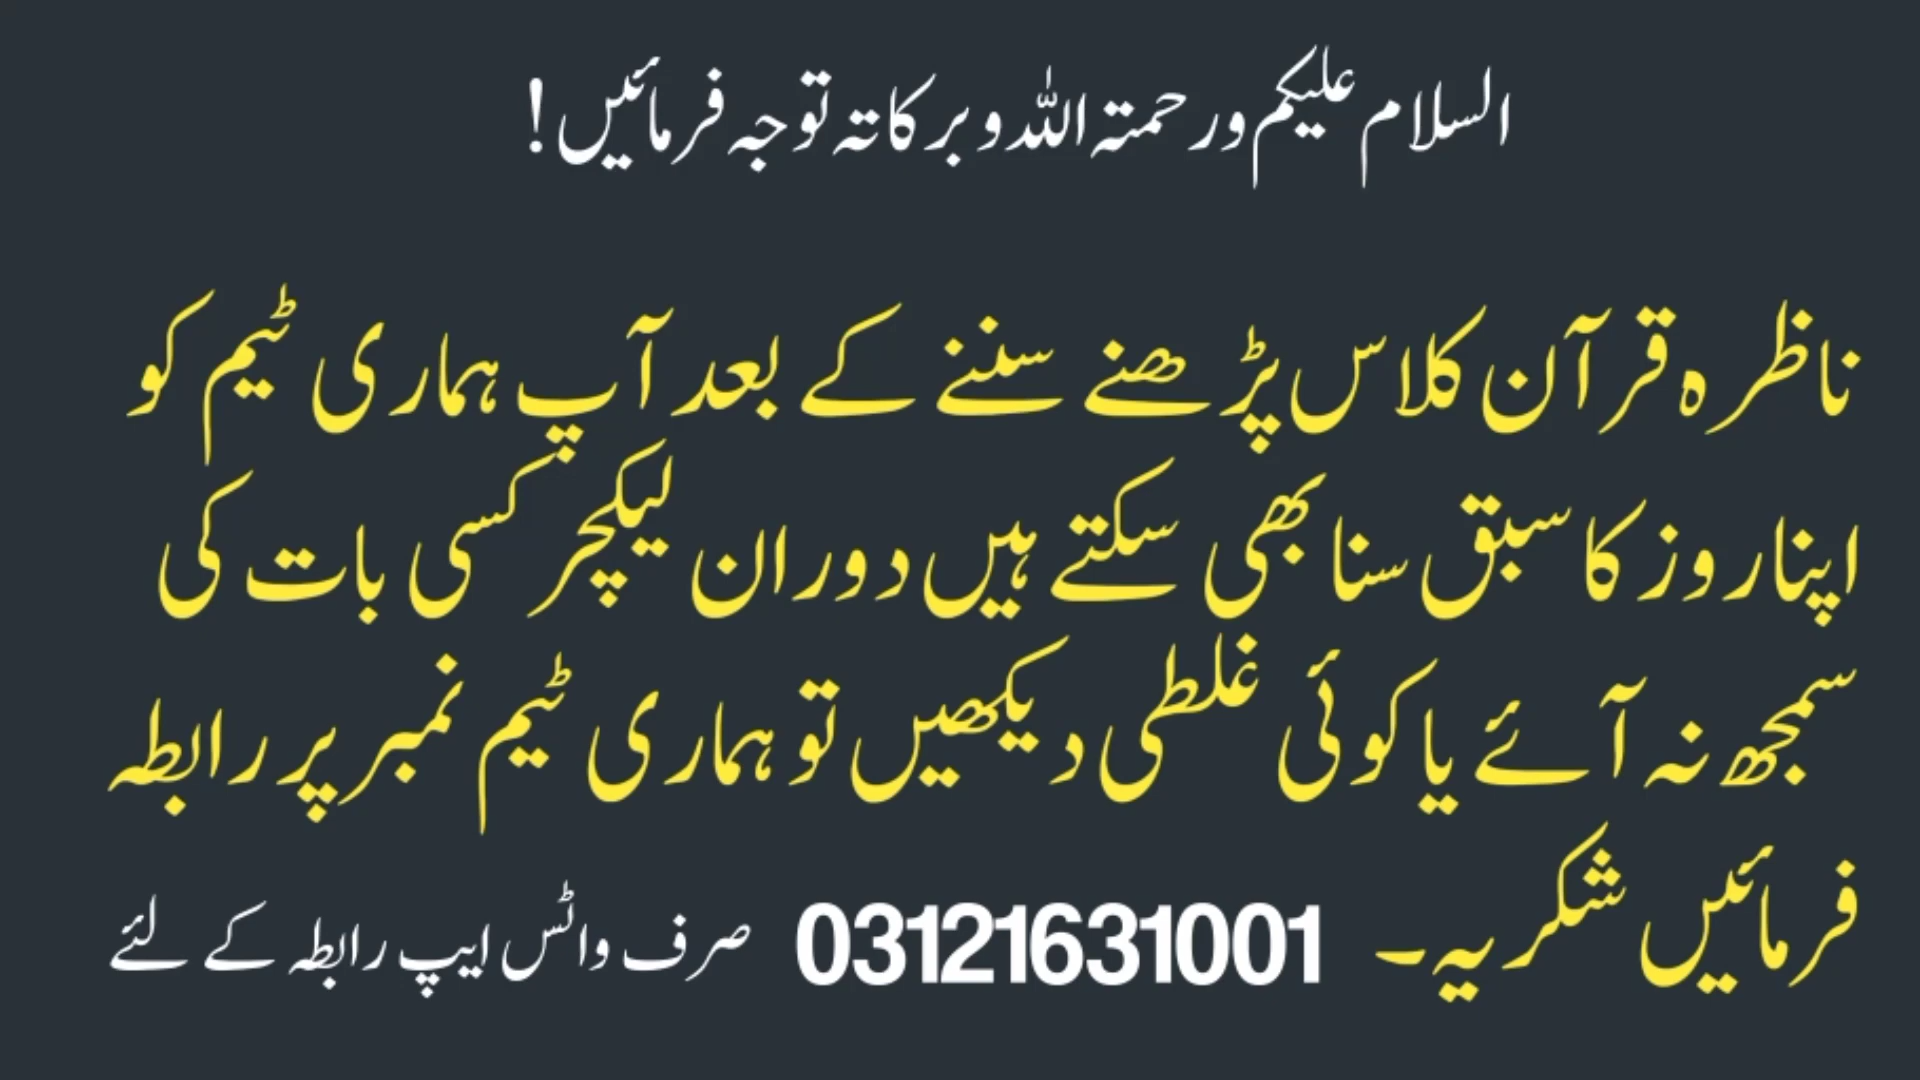 السلام علیکم ورحمتہ اللہ وبرکاتہ توجہ فرمائیں!
ناظرہ قرآن کلاس پڑھنے سننے کے بعد آپ ہماری ٹیم کو
اپنا روز کا سبق سنا بھی سکتے ہیں دوران لیکچر کسی بات کی
سمجھ نہ آئے یا کوئی غلطی دیکھیں تو ہماری ٹیم نمبر پر رابطہ
فرمائیں شکریہ۔ 03121631001 صرف واٹس ایپ رابطہ کے لئے